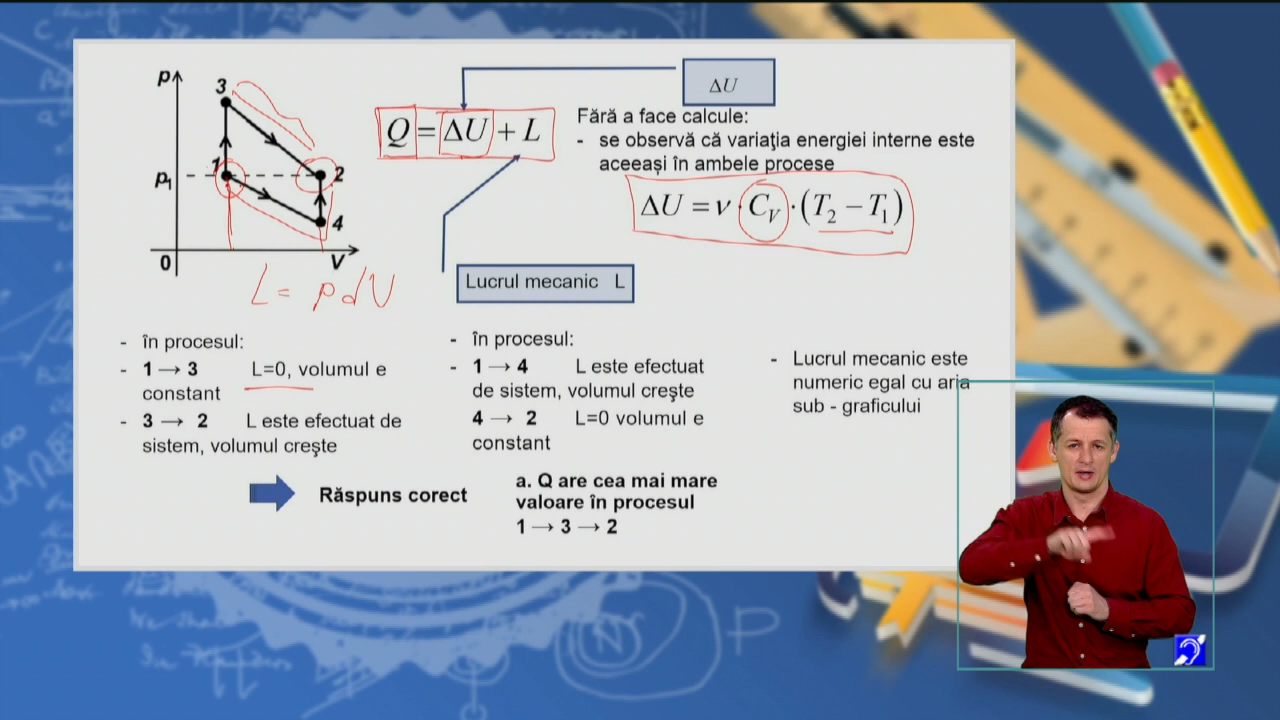 p
3
1
2
p₁
4
0
V
L = p dV
Q = ΔU + L
ΔU
Fără a face calcule:
- se observă că variaţia energiei interne este
aceeași în ambele procese
ΔU = ν · C_V · (T₂ − T₁)
Lucrul mecanic L
- în procesul:
- 1 → 3 L=0, volumul e
constant
- 3 → 2 L este efectuat de
sistem, volumul creşte
- în procesul:
- 1 → 4 L este efectuat
de sistem, volumul creşte
4 → 2 L=0 volumul e
constant
- Lucrul mecanic este
numeric egal cu aria
sub - graficului
Răspuns corect
a. Q are cea mai mare
valoare în procesul
1 → 3 → 2
P
N